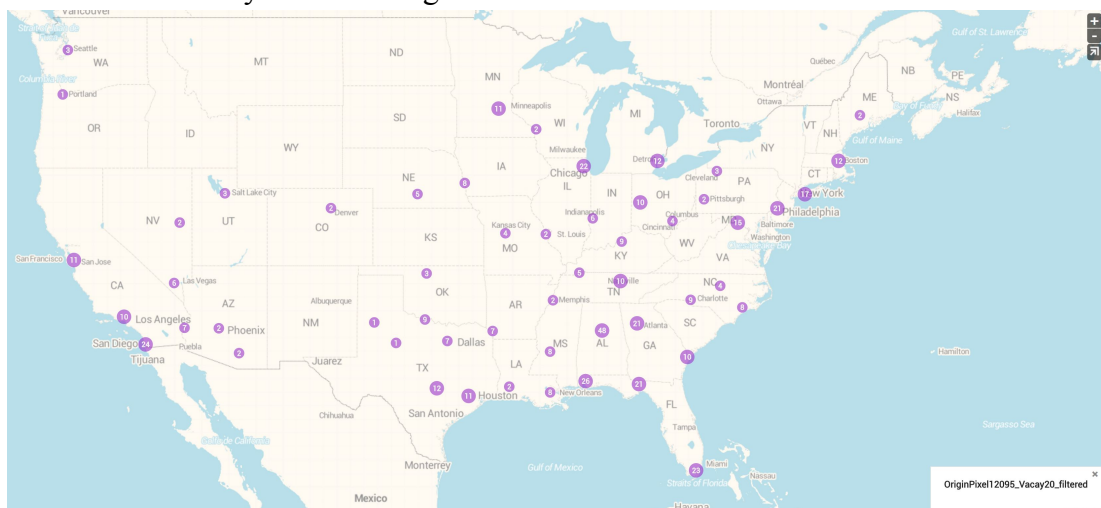 Vancouver
Seattle
3
WA
Columbia River
1
Portland
OR
ID
MT
ND
SD
WY
MN
11
Minneapolis
2
WI
Milwaukee
MI
Toronto
Ottawa
Montréal
Québec
Gulf of St. Lawrence
NB
PE
NS
Halifax
ME
2
Gulf of Maine
VT
NH
NY
12
Boston
CT
17
21
Philadelphia
PA
3
Cleveland
12
22
Chicago
IL
IA
8
NE
5
3
Salt Lake City
2
Denver
NV
2
UT
CO
KS
Kansas City
4
MO
2
St. Louis
Indianapolis
6
IN
10
OH
Columbus
4
Cincinnati
2
Pittsburgh
15
Baltimore
Washington
WV
VA
9
KY
San Francisco
11
San Jose
CA
6
Las Vegas
10
Los Angeles
7
AZ
2
Phoenix
San Diego
24
Tijuana
Puebla
2
Albuquerque
NM
Juarez
3
OK
9
1
1
7
Dallas
7
TX
12
11
Houston
San Antonio
AR
2
Memphis
5
10
TN
NC
4
9
Charlotte
8
SC
21
Atlanta
GA
48
AL
8
MS
LA
2
8
New Orleans
26
21
10
FL
Tampa
23
Miami
Straits of Florida
Nassau
Havana
Gulf of Mexico
Chihuahua
Monterrey
Mexico
Golfo de California
Hamilton
Sargasso Sea
+
-
×
OriginPixel12095_Vacay20_filtered